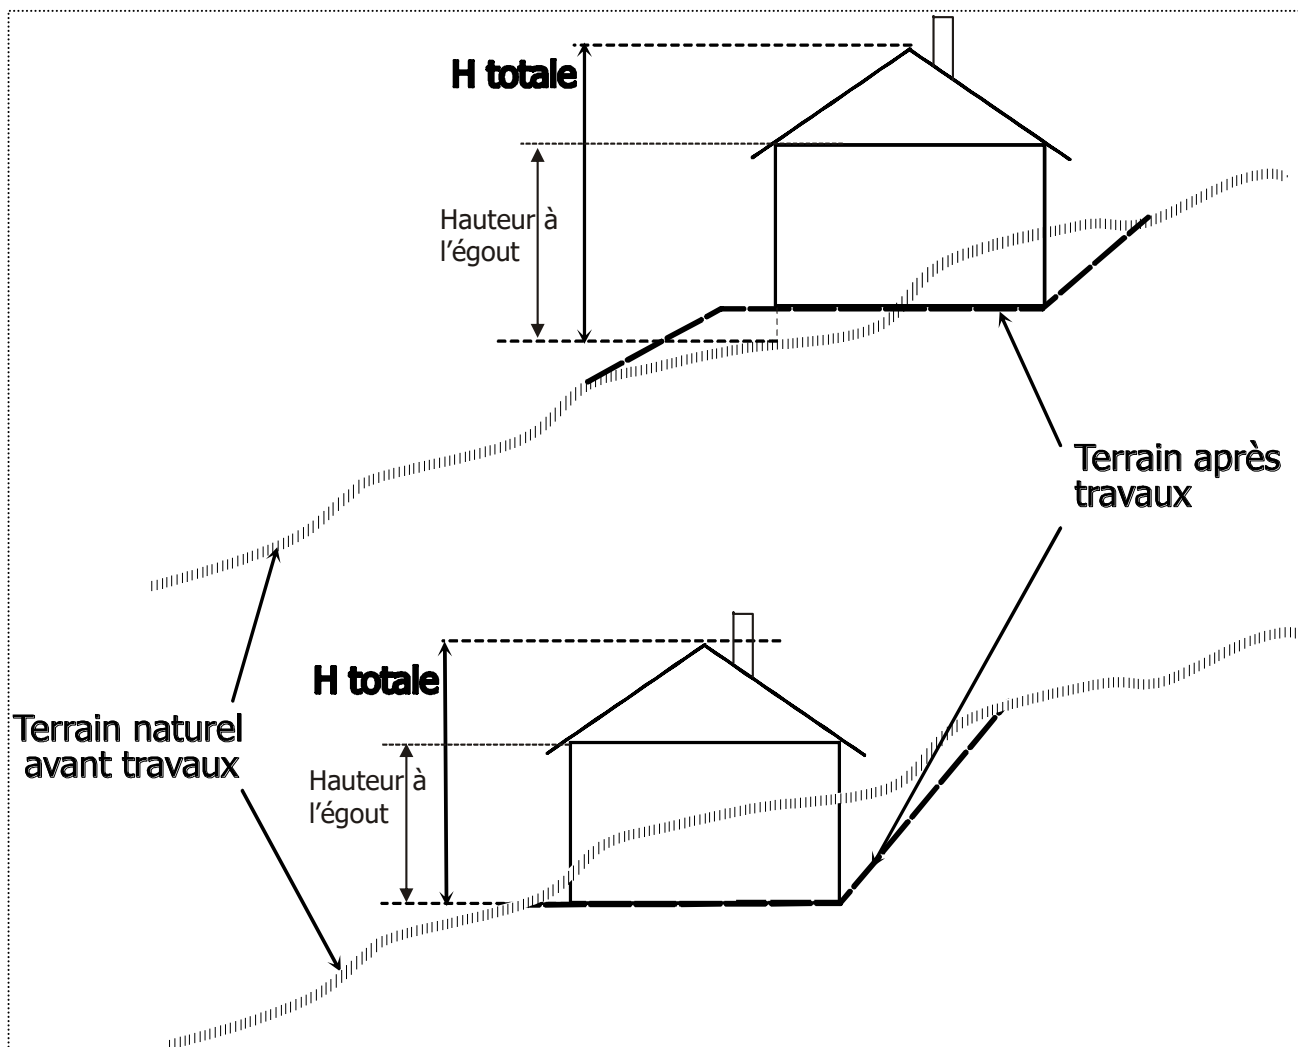 H totale
Hauteur à
l’égout
Terrain après
travaux
H totale
Terrain naturel
avant travaux
Hauteur à
l’égout